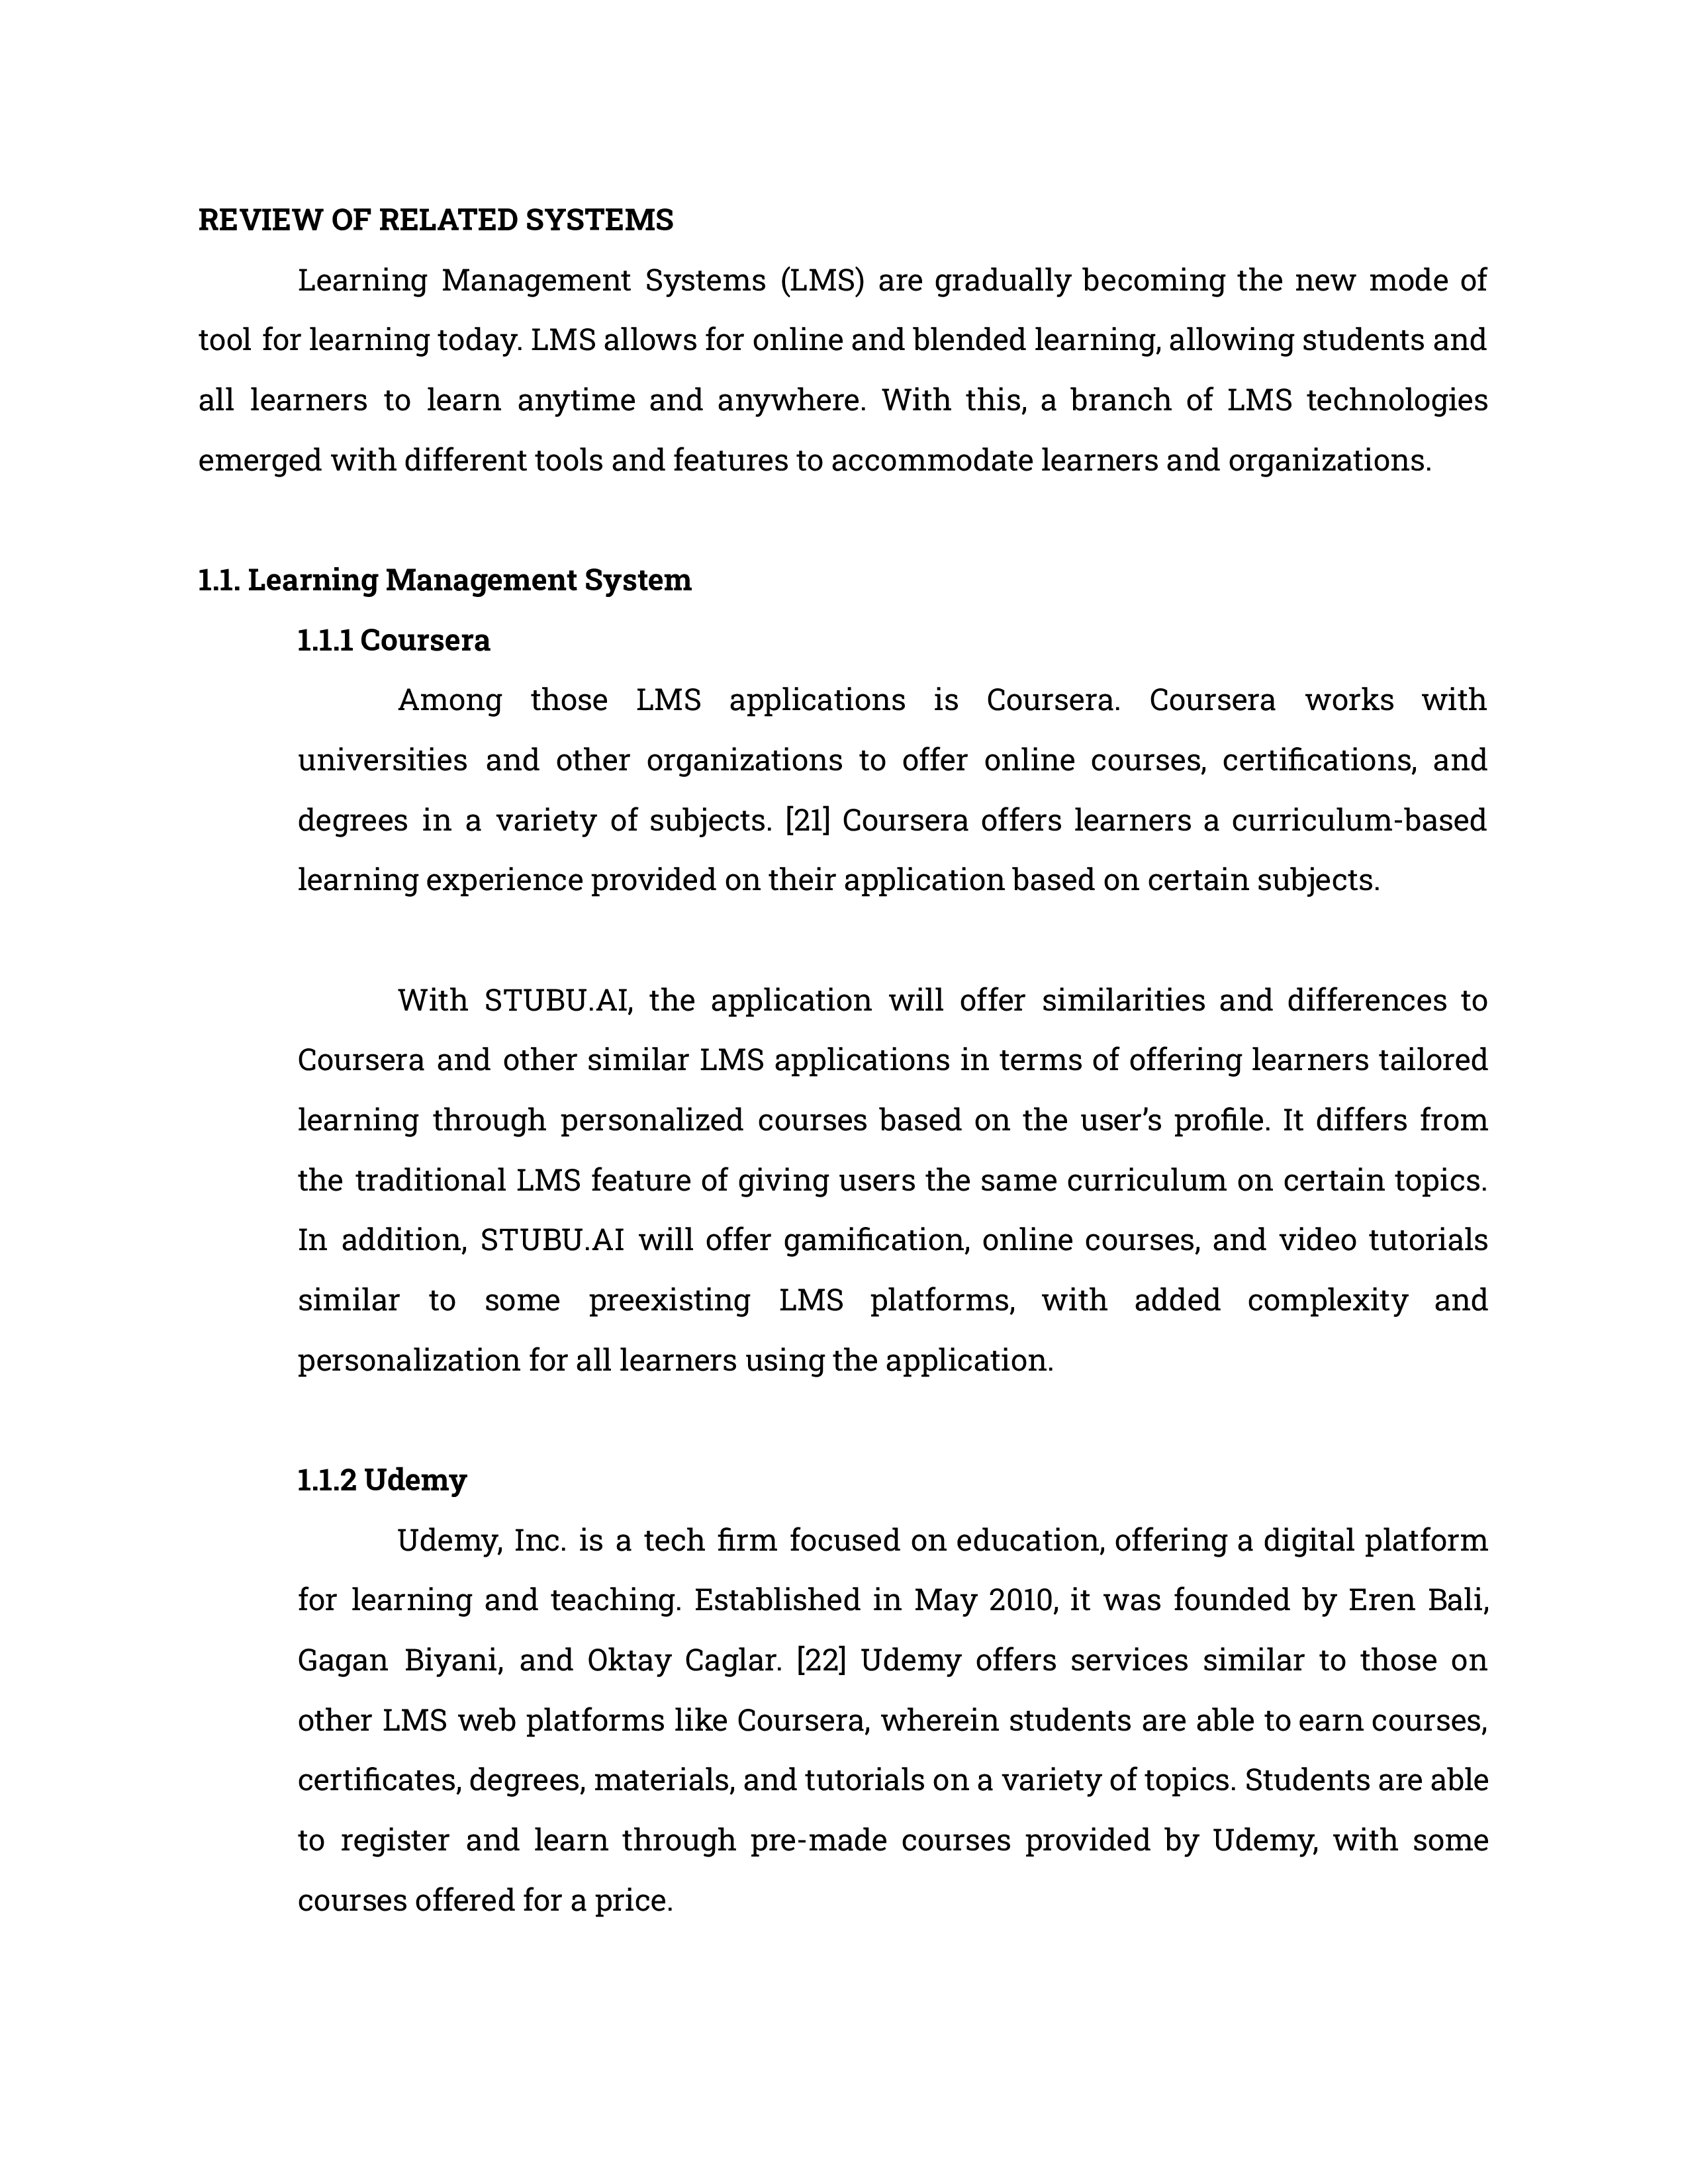 REVIEW OF RELATED SYSTEMS
Learning Management Systems (LMS) are gradually becoming the new mode of
tool for learning today. LMS allows for online and blended learning, allowing students and
all learners to learn anytime and anywhere. With this, a branch of LMS technologies
emerged with different tools and features to accommodate learners and organizations.
1.1. Learning Management System
1.1.1 Coursera
Among those LMS applications is Coursera. Coursera works with
universities and other organizations to offer online courses, certifications, and
degrees in a variety of subjects. [21] Coursera offers learners a curriculum-based
learning experience provided on their application based on certain subjects.
With STUBU.AI, the application will offer similarities and differences to
Coursera and other similar LMS applications in terms of offering learners tailored
learning through personalized courses based on the user’s profile. It differs from
the traditional LMS feature of giving users the same curriculum on certain topics.
In addition, STUBU.AI will offer gamification, online courses, and video tutorials
similar to some preexisting LMS platforms, with added complexity and
personalization for all learners using the application.
1.1.2 Udemy
Udemy, Inc. is a tech firm focused on education, offering a digital platform
for learning and teaching. Established in May 2010, it was founded by Eren Bali,
Gagan Biyani, and Oktay Caglar. [22] Udemy offers services similar to those on
other LMS web platforms like Coursera, wherein students are able to earn courses,
certificates, degrees, materials, and tutorials on a variety of topics. Students are able
to register and learn through pre-made courses provided by Udemy, with some
courses offered for a price.